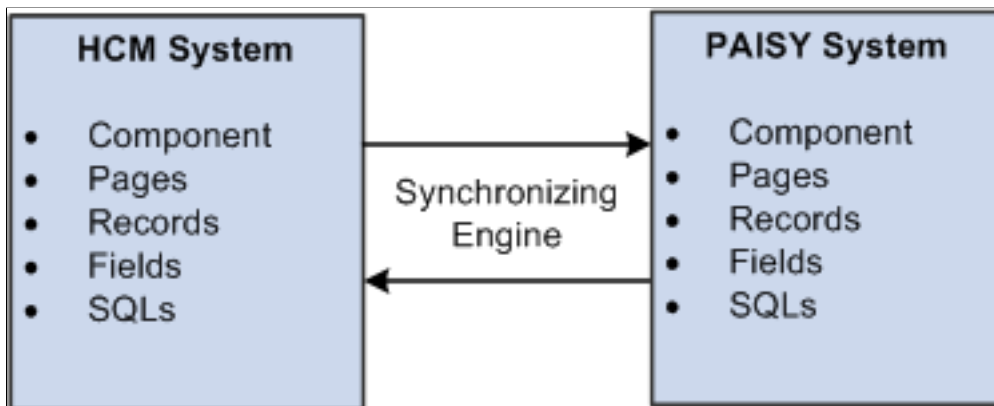 HCM System
• Component
• Pages
• Records
• Fields
• SQLs
Synchronizing
Engine
PAISY System
• Component
• Pages
• Records
• Fields
• SQLs